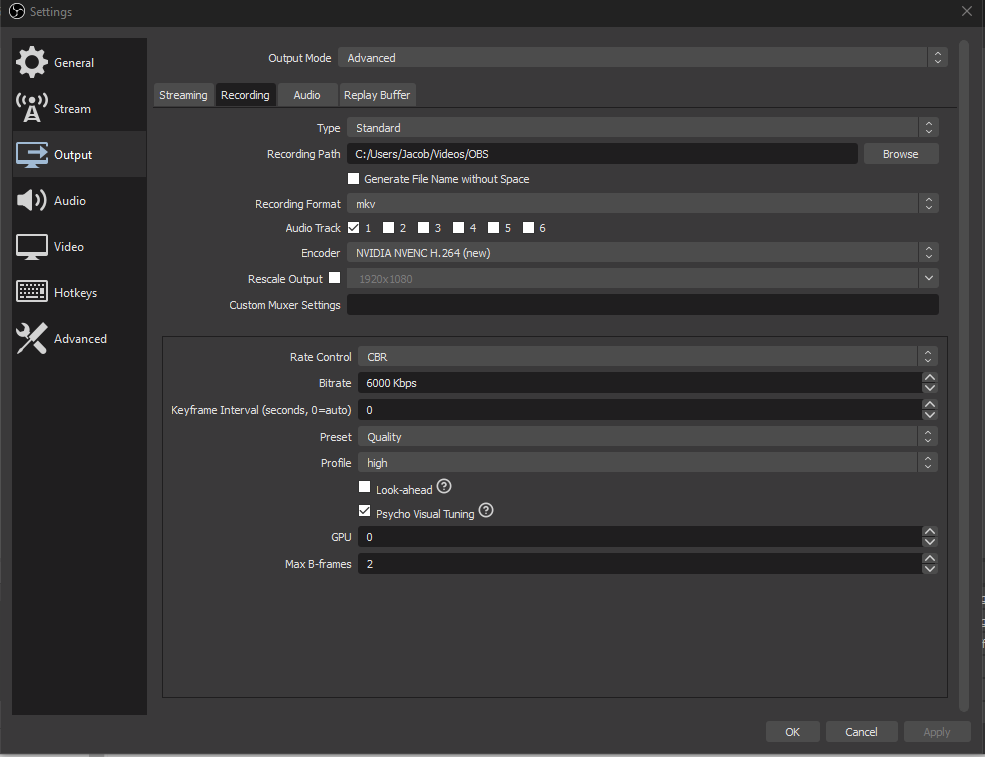 Settings
General
Stream
Output
Audio
Video
Hotkeys
Advanced
Output Mode Advanced
Streaming Recording Audio Replay Buffer
Type Standard
Recording Path C:/Users/Jacob/Videos/OBS Browse
Generate File Name without Space
Recording Format mkv
Audio Track 1 2 3 4 5 6
Encoder NVIDIA NVENC H.264 (new)
Rescale Output 1920x1080
Custom Muxer Settings
Rate Control CBR
Bitrate 6000 Kbps
Keyframe Interval (seconds, 0=auto) 0
Preset Quality
Profile high
Look-ahead ?
Psycho Visual Tuning ?
GPU 0
Max B-frames 2
OK Cancel Apply